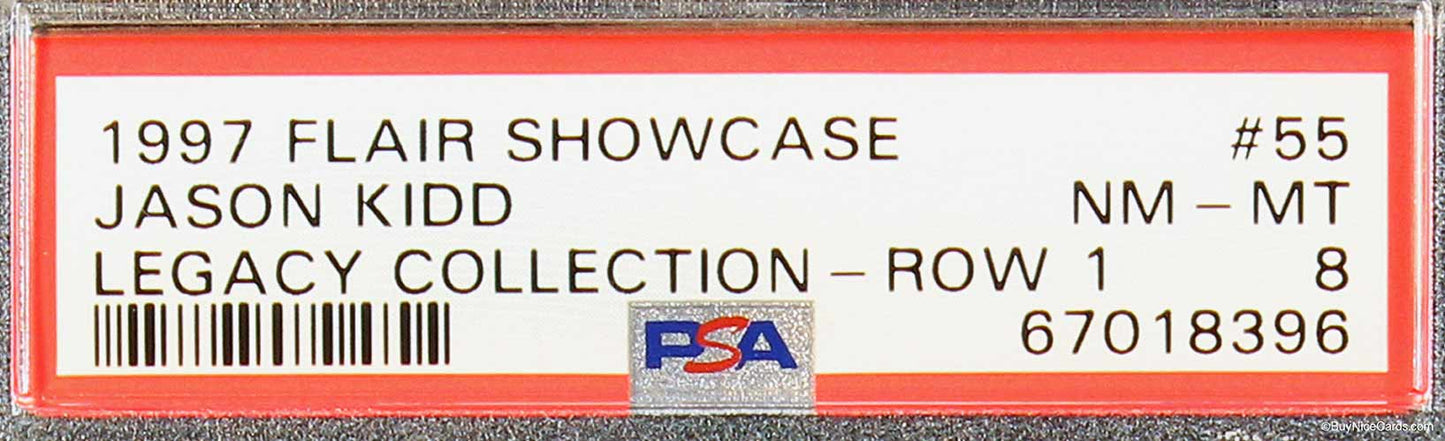 1997 FLAIR SHOWCASE #55
JASON KIDD NM - MT
LEGACY COLLECTION - ROW 1 8
PSA 67018396
©BuyNiceCards.com